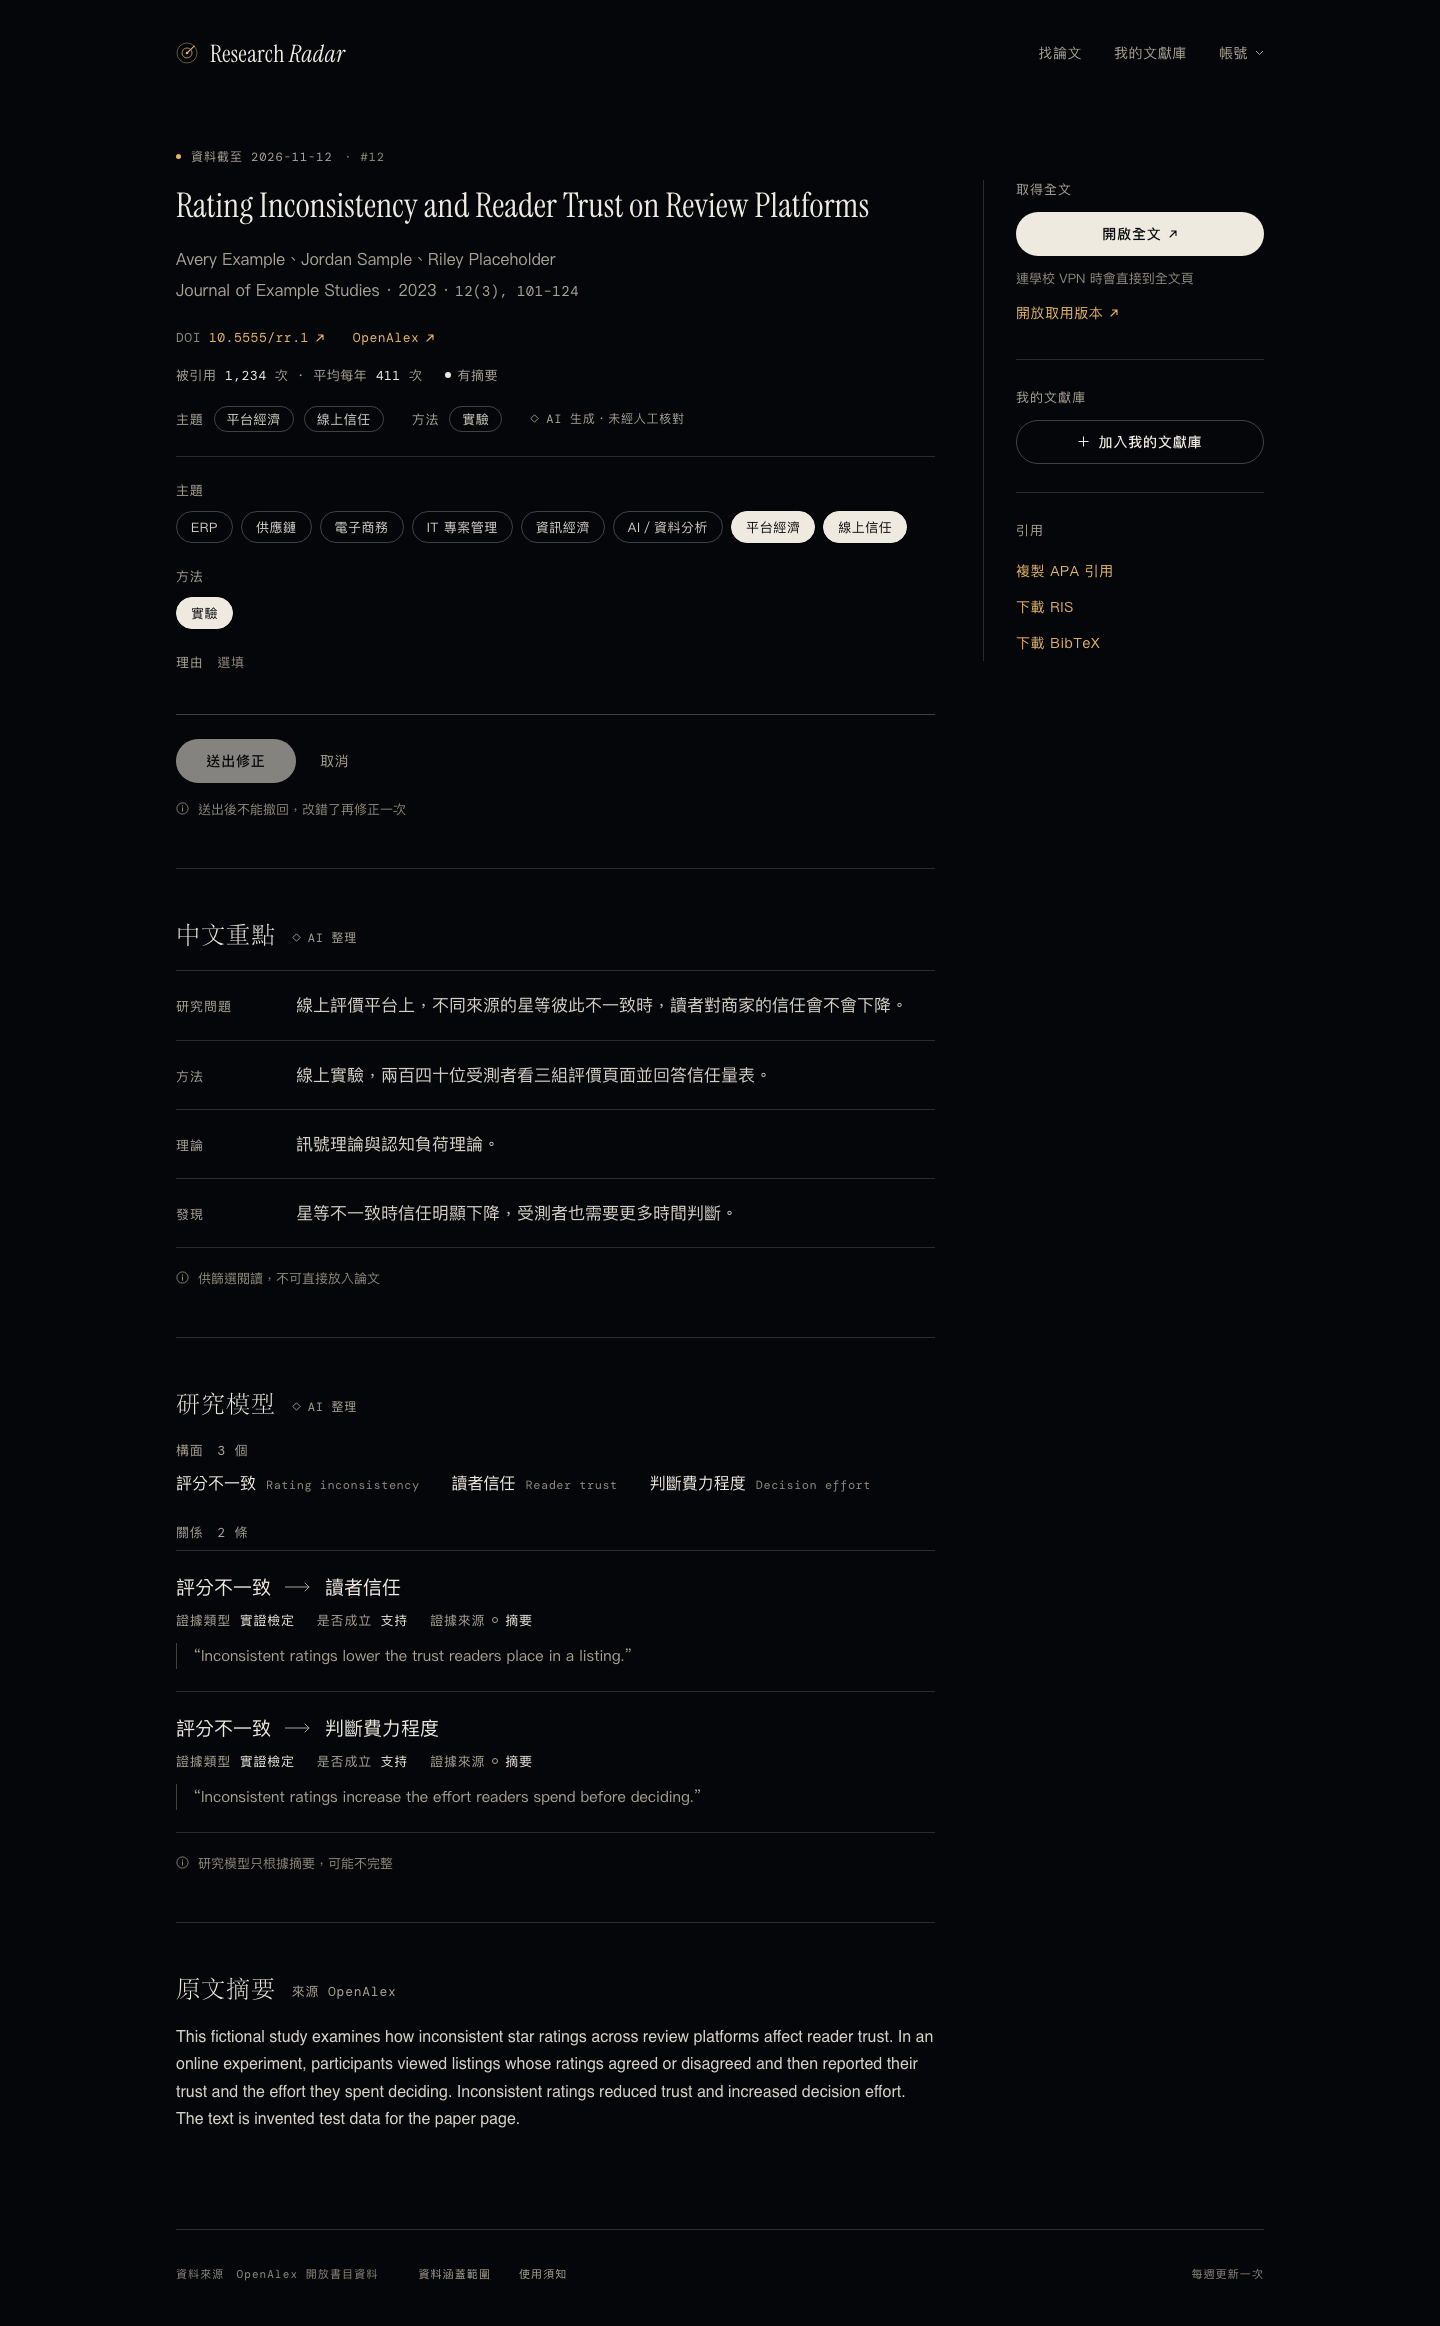 Research Radar
找論文 我的文獻庫 帳號
資料截至 2026-11-12 · #12
Rating Inconsistency and Reader Trust on Review Platforms
Avery Example、Jordan Sample、Riley Placeholder
Journal of Example Studies · 2023 · 12(3), 101-124
DOI 10.5555/rr.1 ↗ OpenAlex ↗
被引用 1,234 次 · 平均每年 411 次 有摘要
主題 平台經濟 線上信任 方法 實驗 ◇ AI 生成・未經人工核對
主題
ERP 供應鏈 電子商務 IT 專案管理 資訊經濟 AI / 資料分析 平台經濟 線上信任
方法
實驗
理由 選填
送出修正 取消
送出後不能撤回，改錯了再修正一次
取得全文
開啟全文 ↗
連學校 VPN 時會直接到全文頁
開放取用版本 ↗
我的文獻庫
＋ 加入我的文獻庫
引用
複製 APA 引用
下載 RIS
下載 BibTeX
中文重點 ◇ AI 整理
研究問題 線上評價平台上，不同來源的星等彼此不一致時，讀者對商家的信任會不會下降。
方法 線上實驗，兩百四十位受測者看三組評價頁面並回答信任量表。
理論 訊號理論與認知負荷理論。
發現 星等不一致時信任明顯下降，受測者也需要更多時間判斷。
供篩選閱讀，不可直接放入論文
研究模型 ◇ AI 整理
構面 3 個
評分不一致 Rating inconsistency 讀者信任 Reader trust 判斷費力程度 Decision effort
關係 2 條
評分不一致 → 讀者信任
證據類型 實證檢定 是否成立 支持 證據來源 摘要
“Inconsistent ratings lower the trust readers place in a listing.”
評分不一致 → 判斷費力程度
證據類型 實證檢定 是否成立 支持 證據來源 摘要
“Inconsistent ratings increase the effort readers spend before deciding.”
研究模型只根據摘要，可能不完整
原文摘要 來源 OpenAlex
This fictional study examines how inconsistent star ratings across review platforms affect reader trust. In an
online experiment, participants viewed listings whose ratings agreed or disagreed and then reported their
trust and the effort they spent deciding. Inconsistent ratings reduced trust and increased decision effort.
The text is invented test data for the paper page.
資料來源 OpenAlex 開放書目資料 資料涵蓋範圍 使用須知 每週更新一次